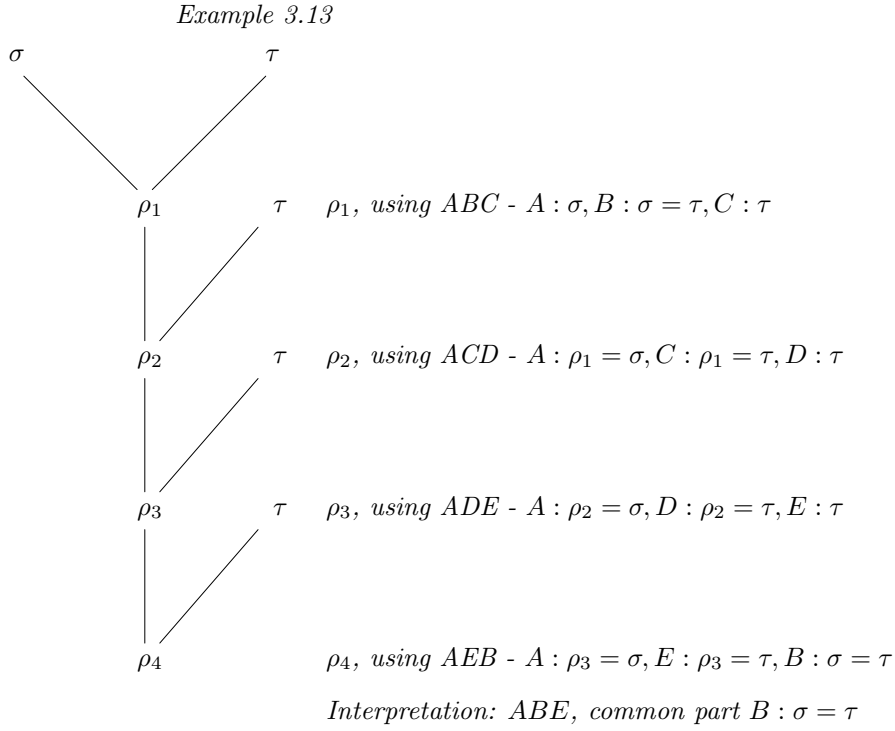 Example 3.13
σ τ
ρ₁ τ ρ₁, using ABC - A : σ, B : σ = τ, C : τ
ρ₂ τ ρ₂, using ACD - A : ρ₁ = σ, C : ρ₁ = τ, D : τ
ρ₃ τ ρ₃, using ADE - A : ρ₂ = σ, D : ρ₂ = τ, E : τ
ρ₄ ρ₄, using AEB - A : ρ₃ = σ, E : ρ₃ = τ, B : σ = τ
Interpretation: ABE, common part B : σ = τ